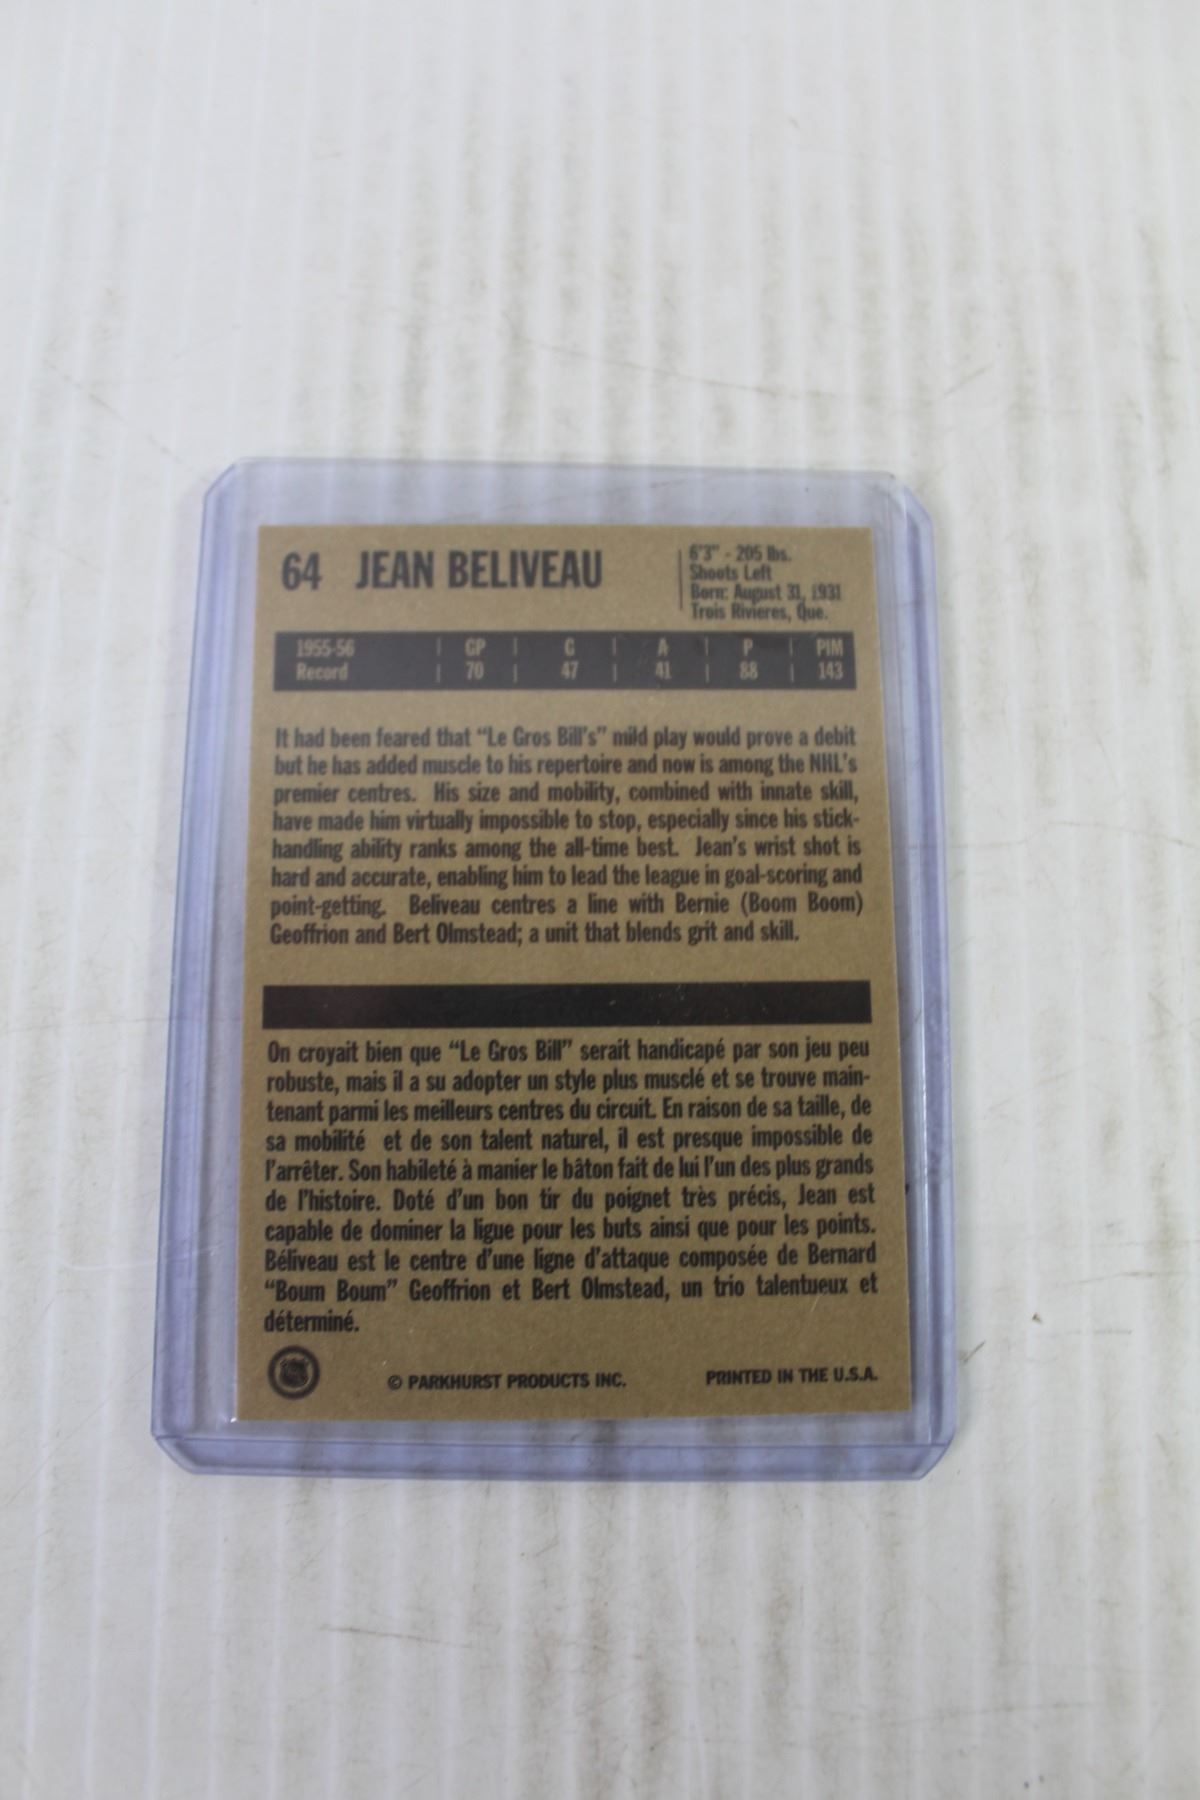 64 JEAN BELIVEAU
6'3" - 205 lbs.
Shoots Left
Born: August 31, 1931
Trois Rivieres, Que.
1955-56 | GP | G | A | P | PIM
Record | 70 | 47 | 41 | 88 | 143
It had been feared that “Le Gros Bill’s” mild play would prove a debit
but he has added muscle to his repertoire and now is among the NHL’s
premier centres. His size and mobility, combined with innate skill,
have made him virtually impossible to stop, especially since his stick-
handling ability ranks among the all-time best. Jean’s wrist shot is
hard and accurate, enabling him to lead the league in goal-scoring and
point-getting. Beliveau centres a line with Bernie (Boom Boom)
Geoffrion and Bert Olmstead; a unit that blends grit and skill.
On croyait bien que “Le Gros Bill” serait handicapé par son jeu peu
robuste, mais il a su adopter un style plus musclé et se trouve main-
tenant parmi les meilleurs centres du circuit. En raison de sa taille, de
sa mobilité et de son talent naturel, il est presque impossible de
l’arrêter. Son habileté à manier le bâton fait de lui l’un des plus grands
de l’histoire. Doté d’un bon tir du poignet très précis, Jean est
capable de dominer la ligue pour les buts ainsi que pour les points.
Béliveau est le centre d’une ligne d’attaque composée de Bernard
“Boum Boum” Geoffrion et Bert Olmstead, un trio talentueux et
déterminé.
© PARKHURST PRODUCTS INC. PRINTED IN THE U.S.A.